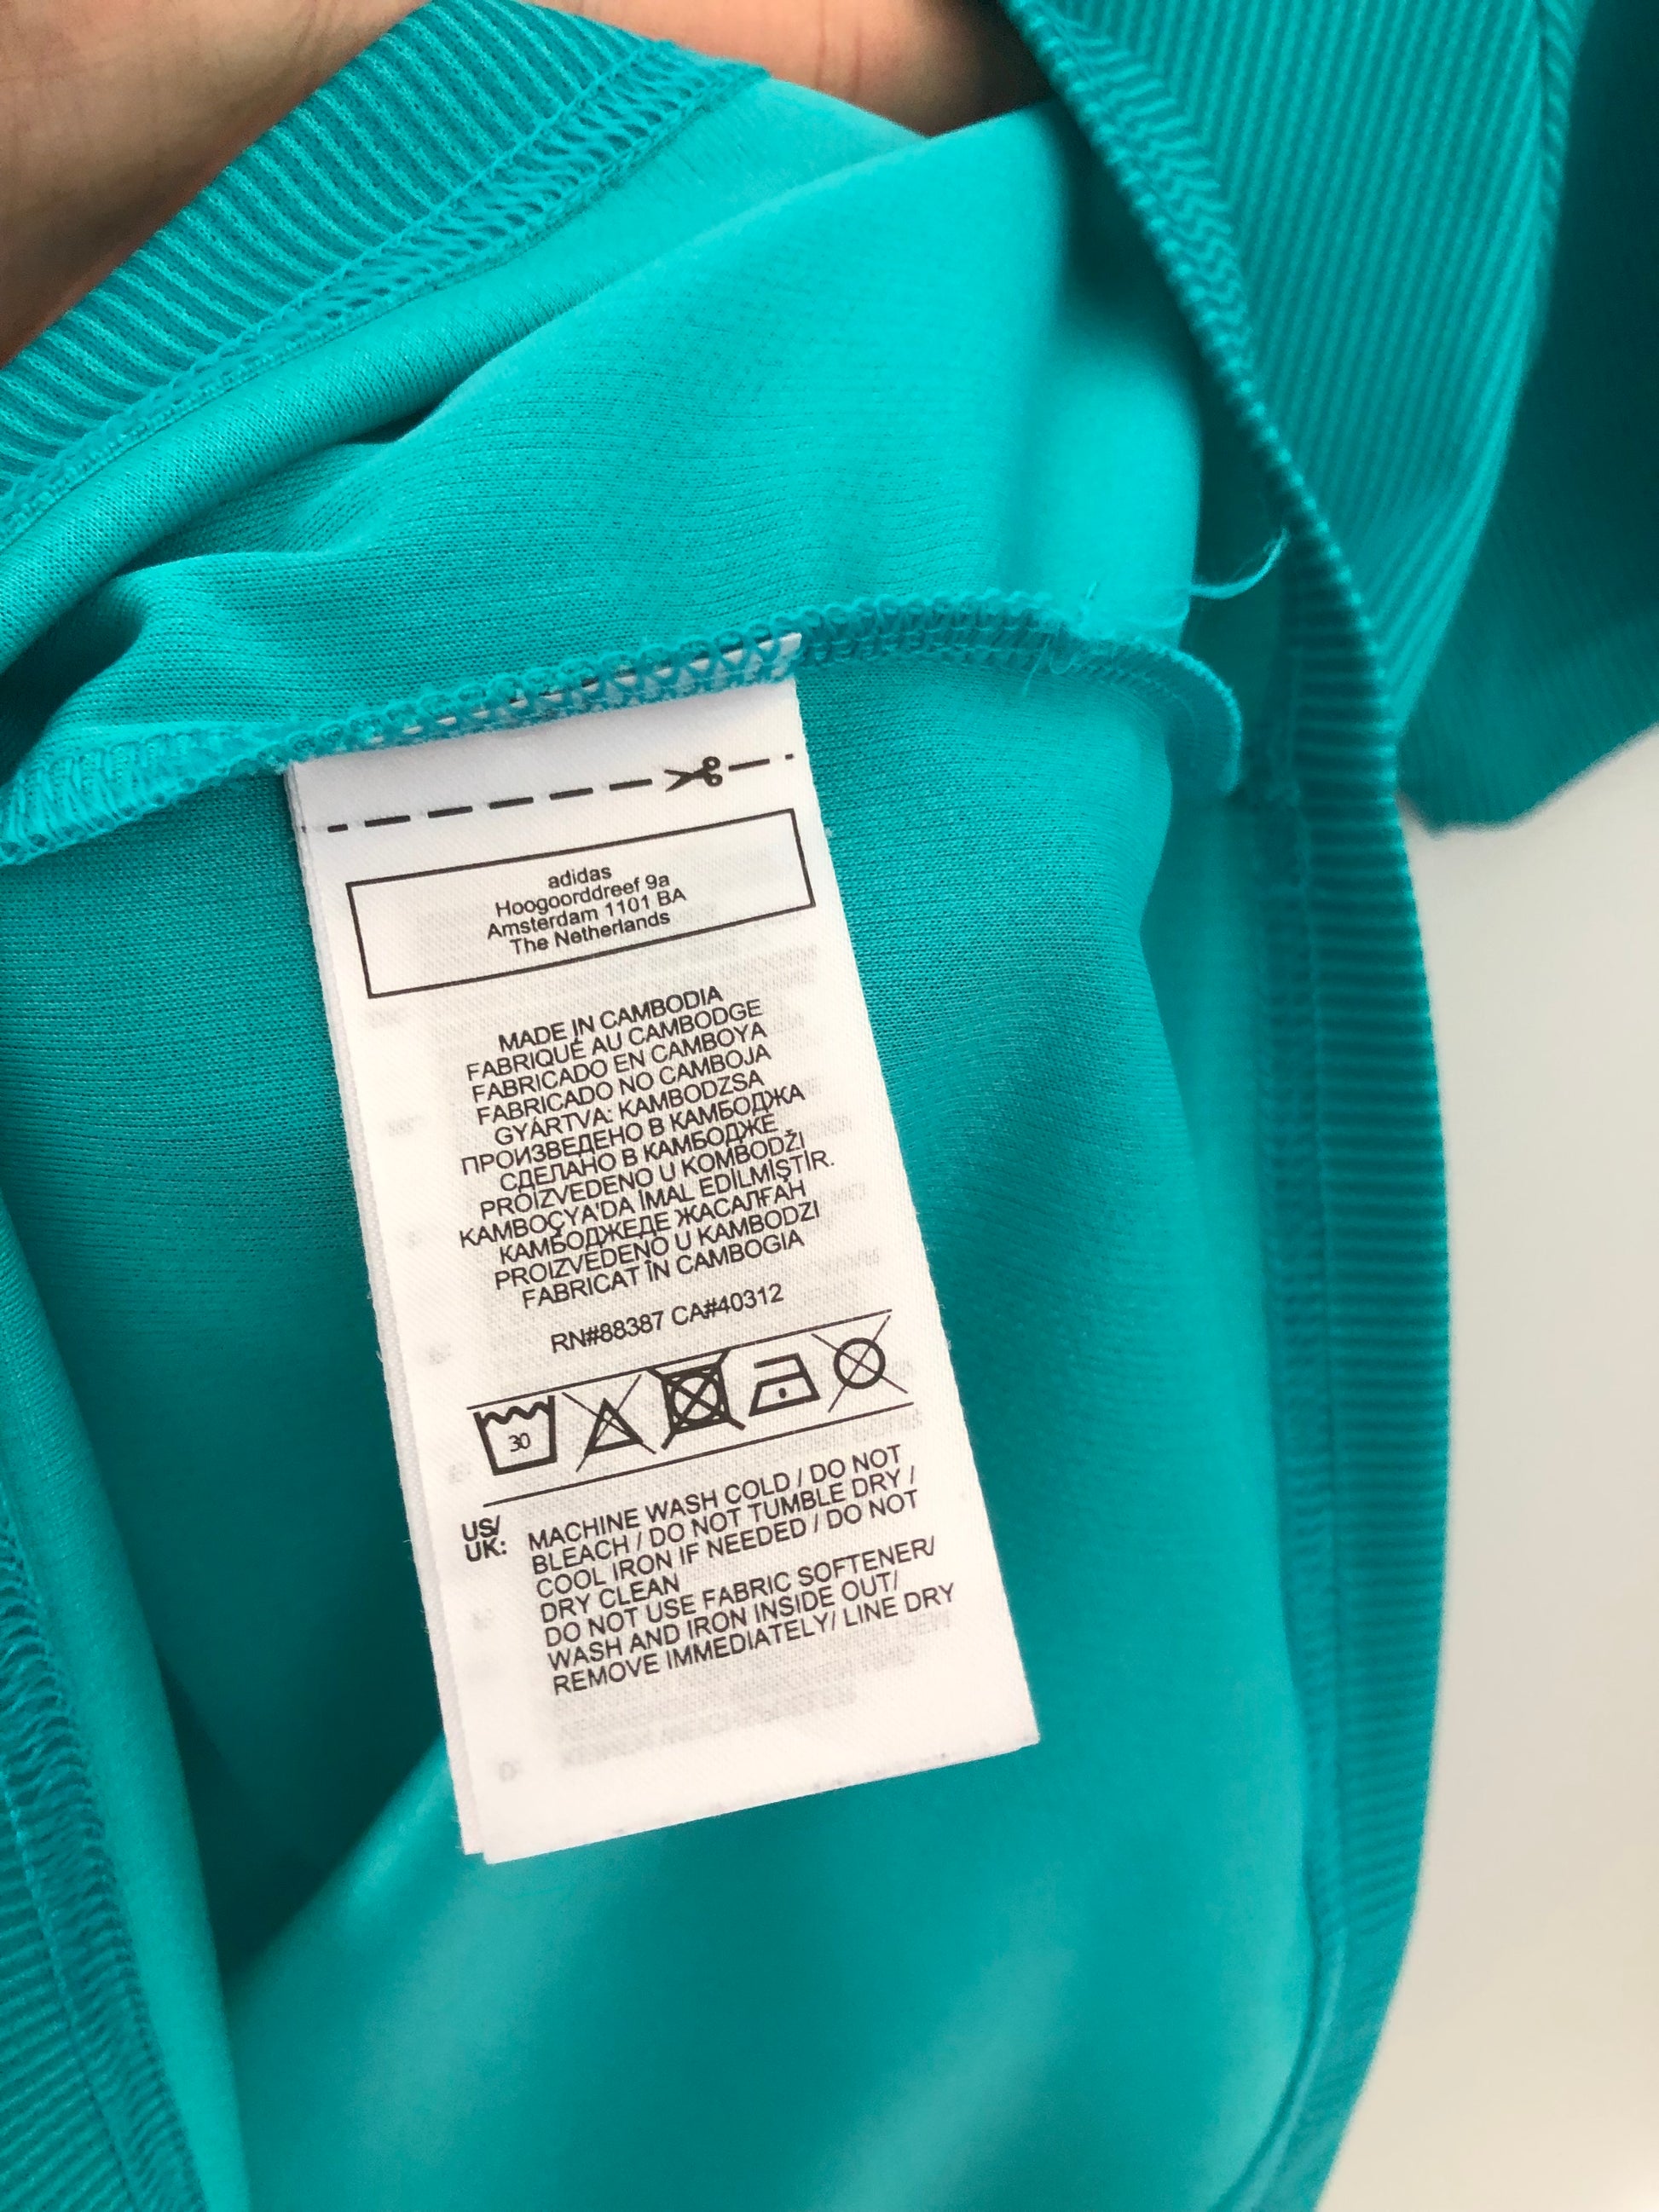 adidas
Hoogoorddreef 9a
Amsterdam 1101 BA
The Netherlands
MADE IN CAMBODIA
FABRIQUÉ AU CAMBODGE
FABRICADO EN CAMBOYA
FABRICADO NO CAMBOJA
GYÁRTVA: KAMBODZSA
ПРОИЗВЕДЕНО В КАМБОДЖА
СДЕЛАНО В КАМБОДЖЕ
PROIZVEDENO U KOMBODŽI
KAMBOÇYA'DA İMAL EDİLMİŞTİR.
КАМБОДЖЕДЕ ЖАСАЛҒАН
PROIZVEDENO U KAMBODZI
FABRICAT ÎN CAMBOGIA
RN#88387 CA#40312
30
US/
UK:
MACHINE WASH COLD / DO NOT
BLEACH / DO NOT TUMBLE DRY /
COOL IRON IF NEEDED / DO NOT
DRY CLEAN
DO NOT USE FABRIC SOFTENER/
WASH AND IRON INSIDE OUT/
REMOVE IMMEDIATELY/ LINE DRY